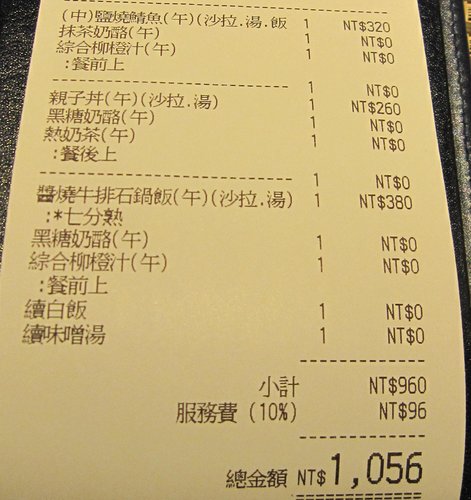 (中)鹽燒鯖魚(午)(沙拉.湯.飯 1 NT$320
抹茶奶酪(午) 1 NT$0
綜合柳橙汁(午) 1 NT$0
:餐前上
1 NT$0
親子丼(午)(沙拉.湯) 1 NT$260
黑糖奶酪(午) 1 NT$0
熱奶茶(午) 1 NT$0
:餐後上
1 NT$0
醬燒牛排石鍋飯(午)(沙拉.湯) 1 NT$380
:*七分熟
黑糖奶酪(午) 1 NT$0
綜合柳橙汁(午) 1 NT$0
:餐前上
續白飯 1 NT$0
續味噌湯 1 NT$0
小計 NT$960
服務費 (10%) NT$96
總金額 NT$1,056